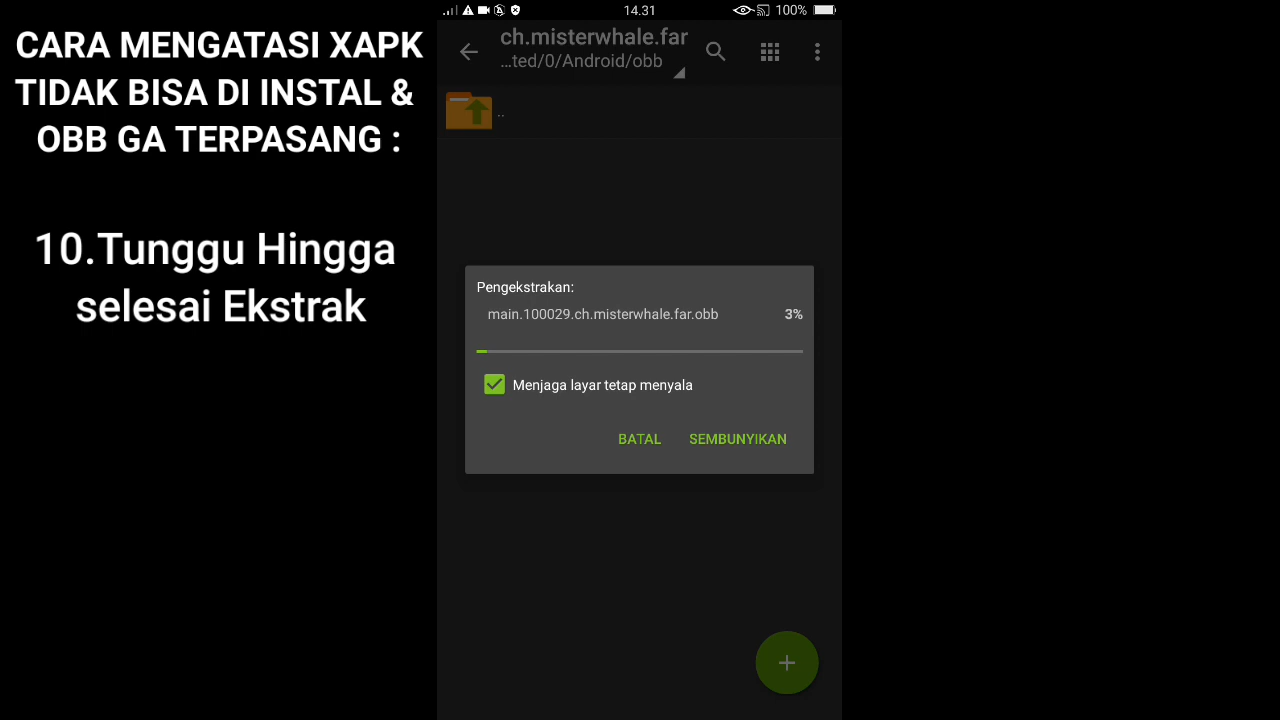 CARA MENGATASI XAPK
TIDAK BISA DI INSTAL &
OBB GA TERPASANG :
10.Tunggu Hingga
selesai Ekstrak
14.31
100%
ch.misterwhale.far
…ted/0/Android/obb
..
Pengekstrakan:
main.100029.ch.misterwhale.far.obb 3%
Menjaga layar tetap menyala
BATAL SEMBUNYIKAN